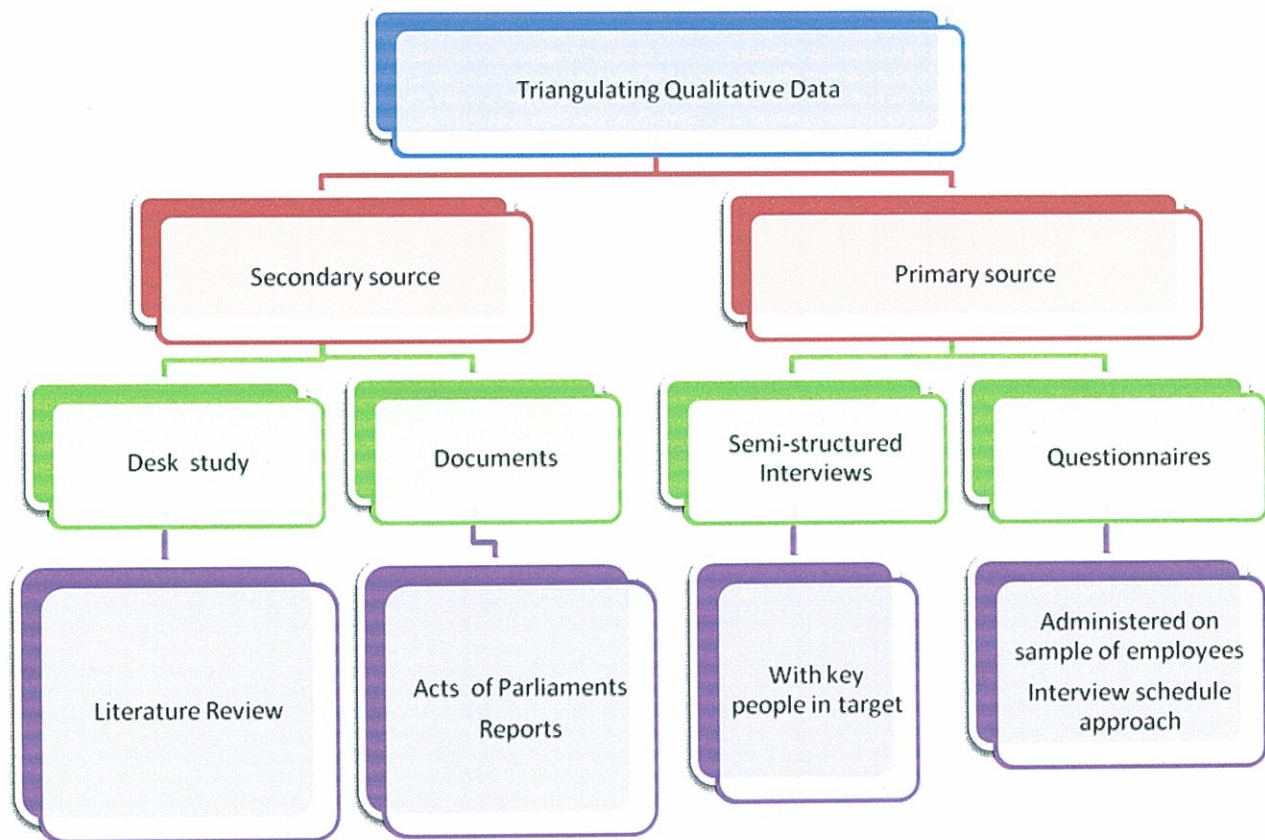 Triangulating Qualitative Data
Secondary source
Primary source
Desk study
Documents
Semi-structured
Interviews
Questionnaires
Literature Review
Acts of Parliaments
Reports
With key
people in target
Administered on
sample of employees
Interview schedule
approach